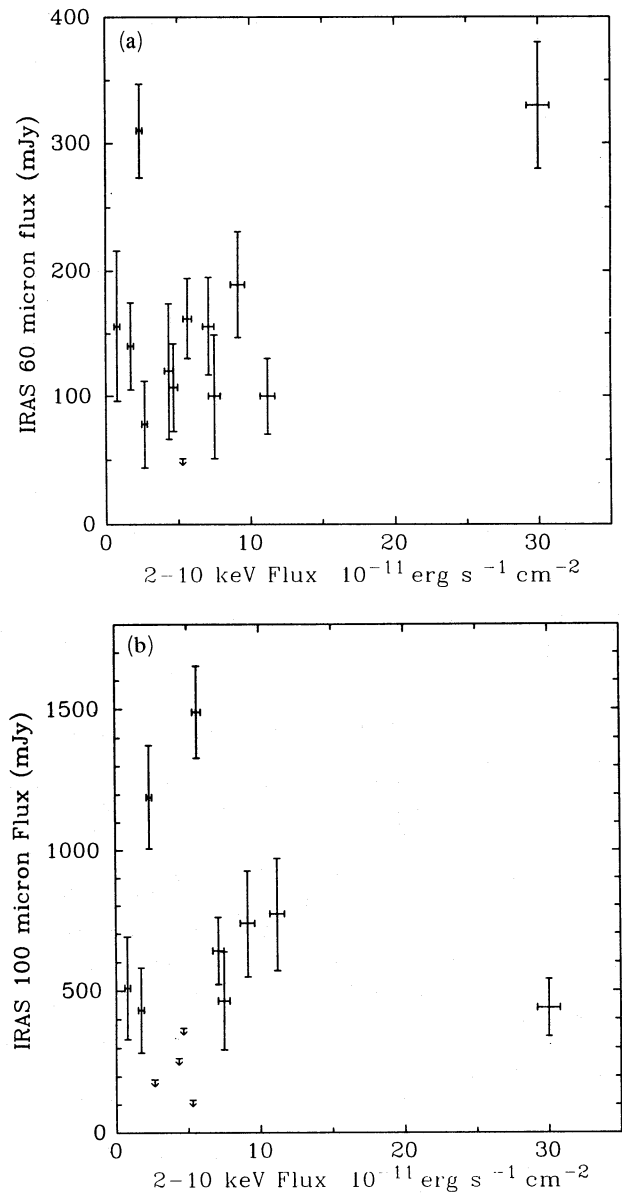 (a)
400
300
200
100
0
IRAS 60 micron flux (mJy)
0 10 20 30
2-10 keV Flux 10⁻¹¹ erg s ⁻¹ cm⁻²
(b)
1500
1000
500
0
IRAS 100 micron Flux (mJy)
0 10 20 30
2-10 keV Flux 10⁻¹¹ erg s ⁻¹ cm⁻²